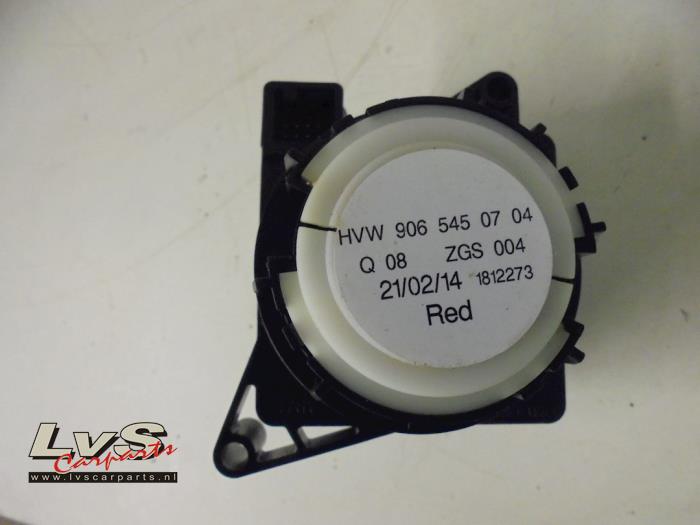 HVW 906 545 07 04
Q 08 ZGS 004
21/02/14 1812273
Red
LvS
Carparts
www.lvscarparts.nl